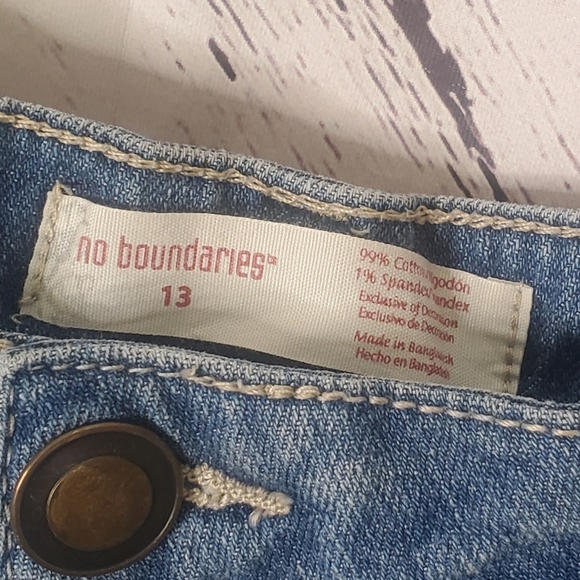 no boundaries™
13
99% Cotton/Algodón
1% Spandex/Spandex
Exclusive of Decoration
Exclusivo de Decoración
Made in Bangladesh
Hecho en Bangladesh